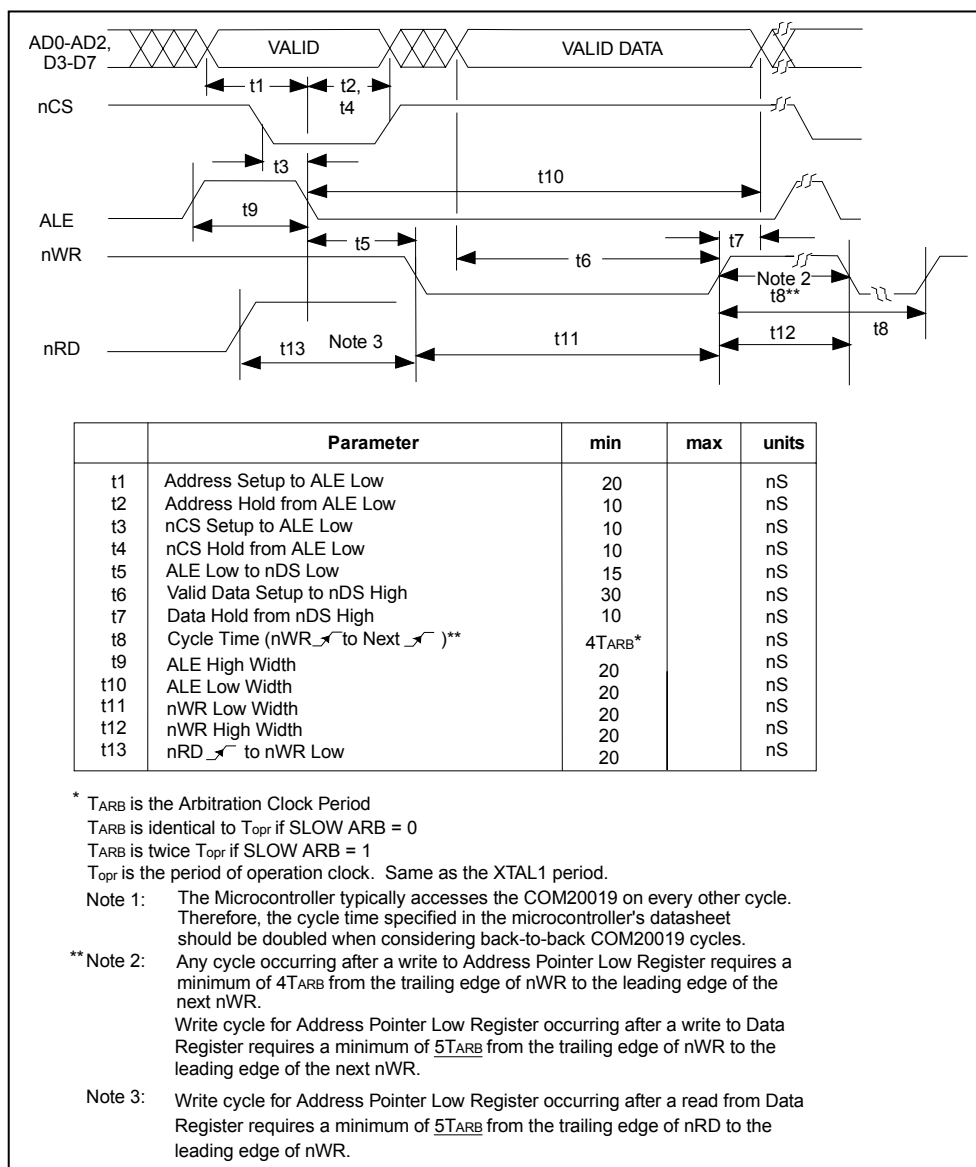 AD0-AD2,
D3-D7
VALID
VALID DATA
t1
t2,
t4
nCS
t3
t10
ALE
t9
nWR
t5
t6
t7
Note 2
t8**
t8
nRD
t13
Note 3
t11
t12
Parameter min max units
t1 Address Setup to ALE Low 20 nS
t2 Address Hold from ALE Low 10 nS
t3 nCS Setup to ALE Low 10 nS
t4 nCS Hold from ALE Low 10 nS
t5 ALE Low to nDS Low 15 nS
t6 Valid Data Setup to nDS High 30 nS
t7 Data Hold from nDS High 10 nS
t8 Cycle Time (nWR to Next )** 4TARB* nS
t9 ALE High Width 20 nS
t10 ALE Low Width 20 nS
t11 nWR Low Width 20 nS
t12 nWR High Width 20 nS
t13 nRD to nWR Low 20 nS
* TARB is the Arbitration Clock Period
TARB is identical to Topr if SLOW ARB = 0
TARB is twice Topr if SLOW ARB = 1
Topr is the period of operation clock. Same as the XTAL1 period.
Note 1: The Microcontroller typically accesses the COM20019 on every other cycle.
Therefore, the cycle time specified in the microcontroller's datasheet
should be doubled when considering back-to-back COM20019 cycles.
**Note 2: Any cycle occurring after a write to Address Pointer Low Register requires a
minimum of 4TARB from the trailing edge of nWR to the leading edge of the
next nWR.
Write cycle for Address Pointer Low Register occurring after a write to Data
Register requires a minimum of 5TARB from the trailing edge of nWR to the
leading edge of the next nWR.
Note 3: Write cycle for Address Pointer Low Register occurring after a read from Data
Register requires a minimum of 5TARB from the trailing edge of nRD to the
leading edge of nWR.